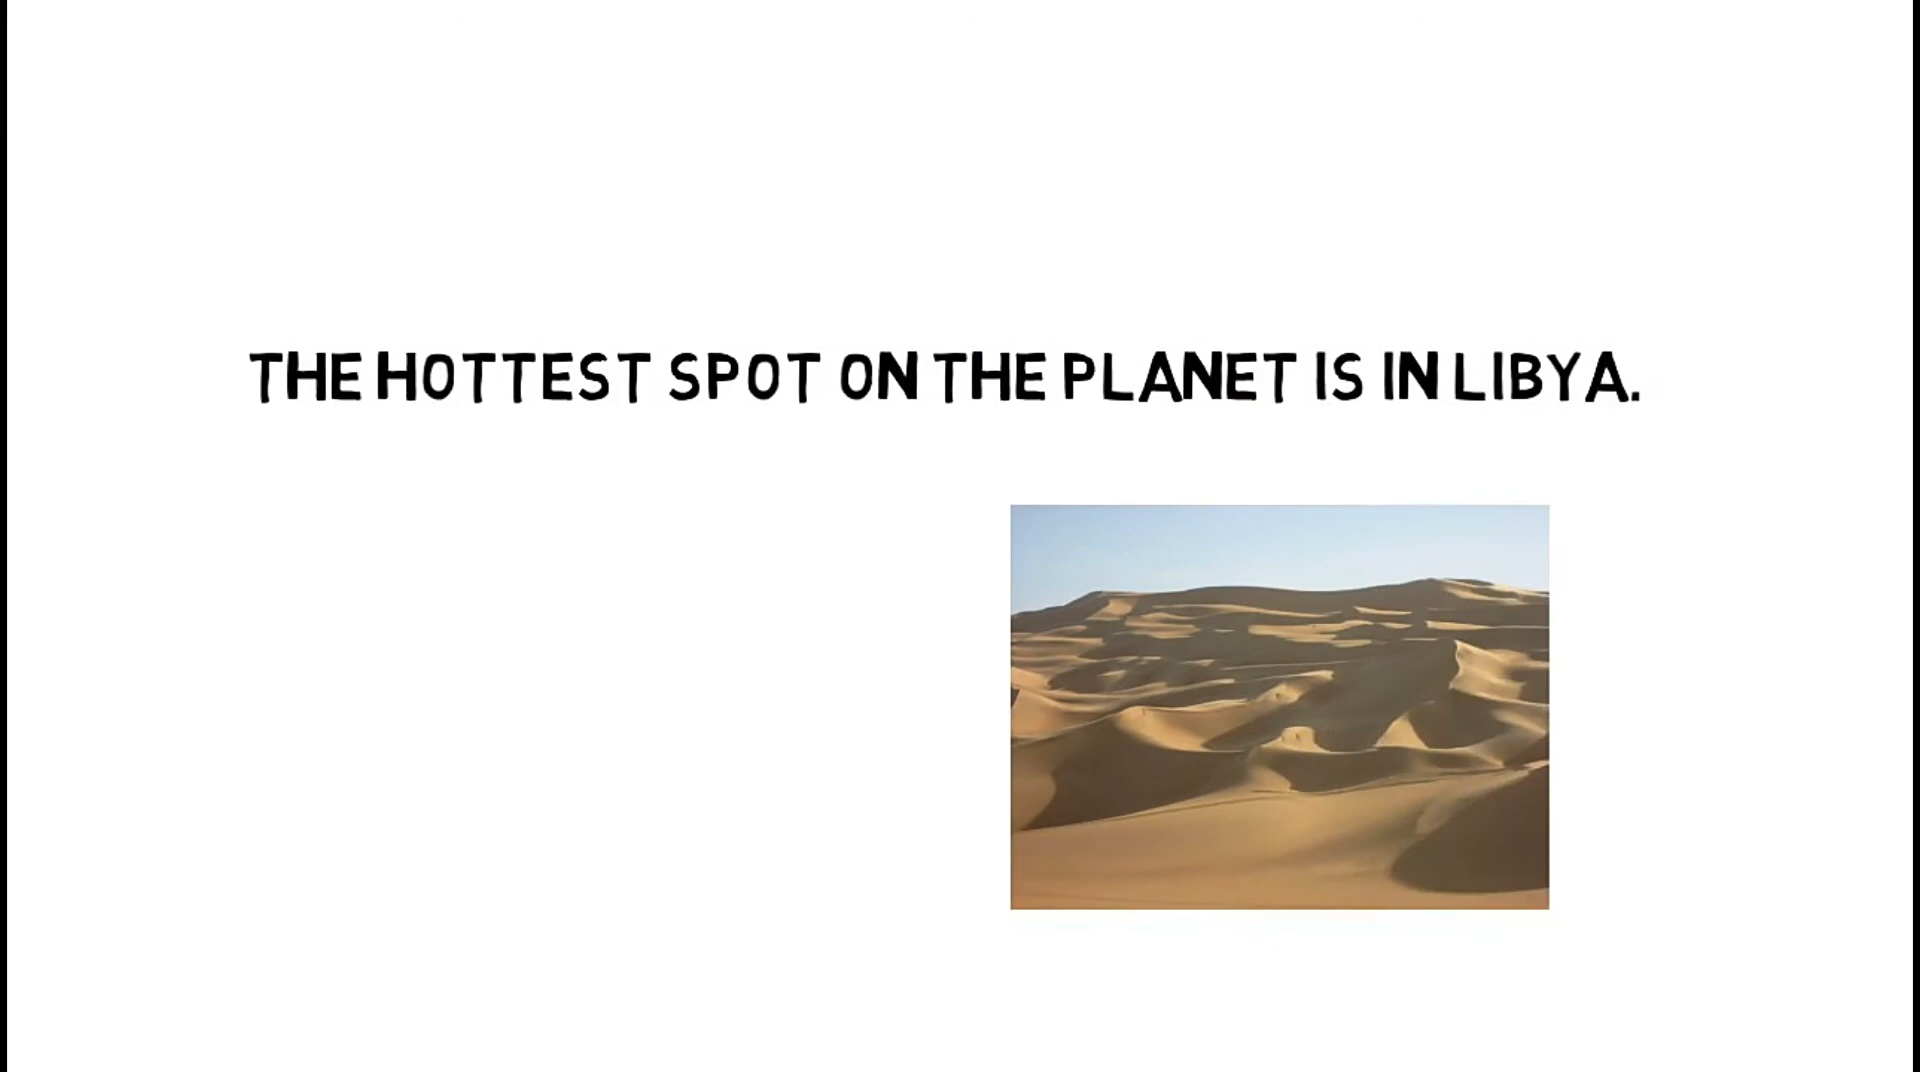 THE HOTTEST SPOT ON THE PLANET IS IN LIBYA.